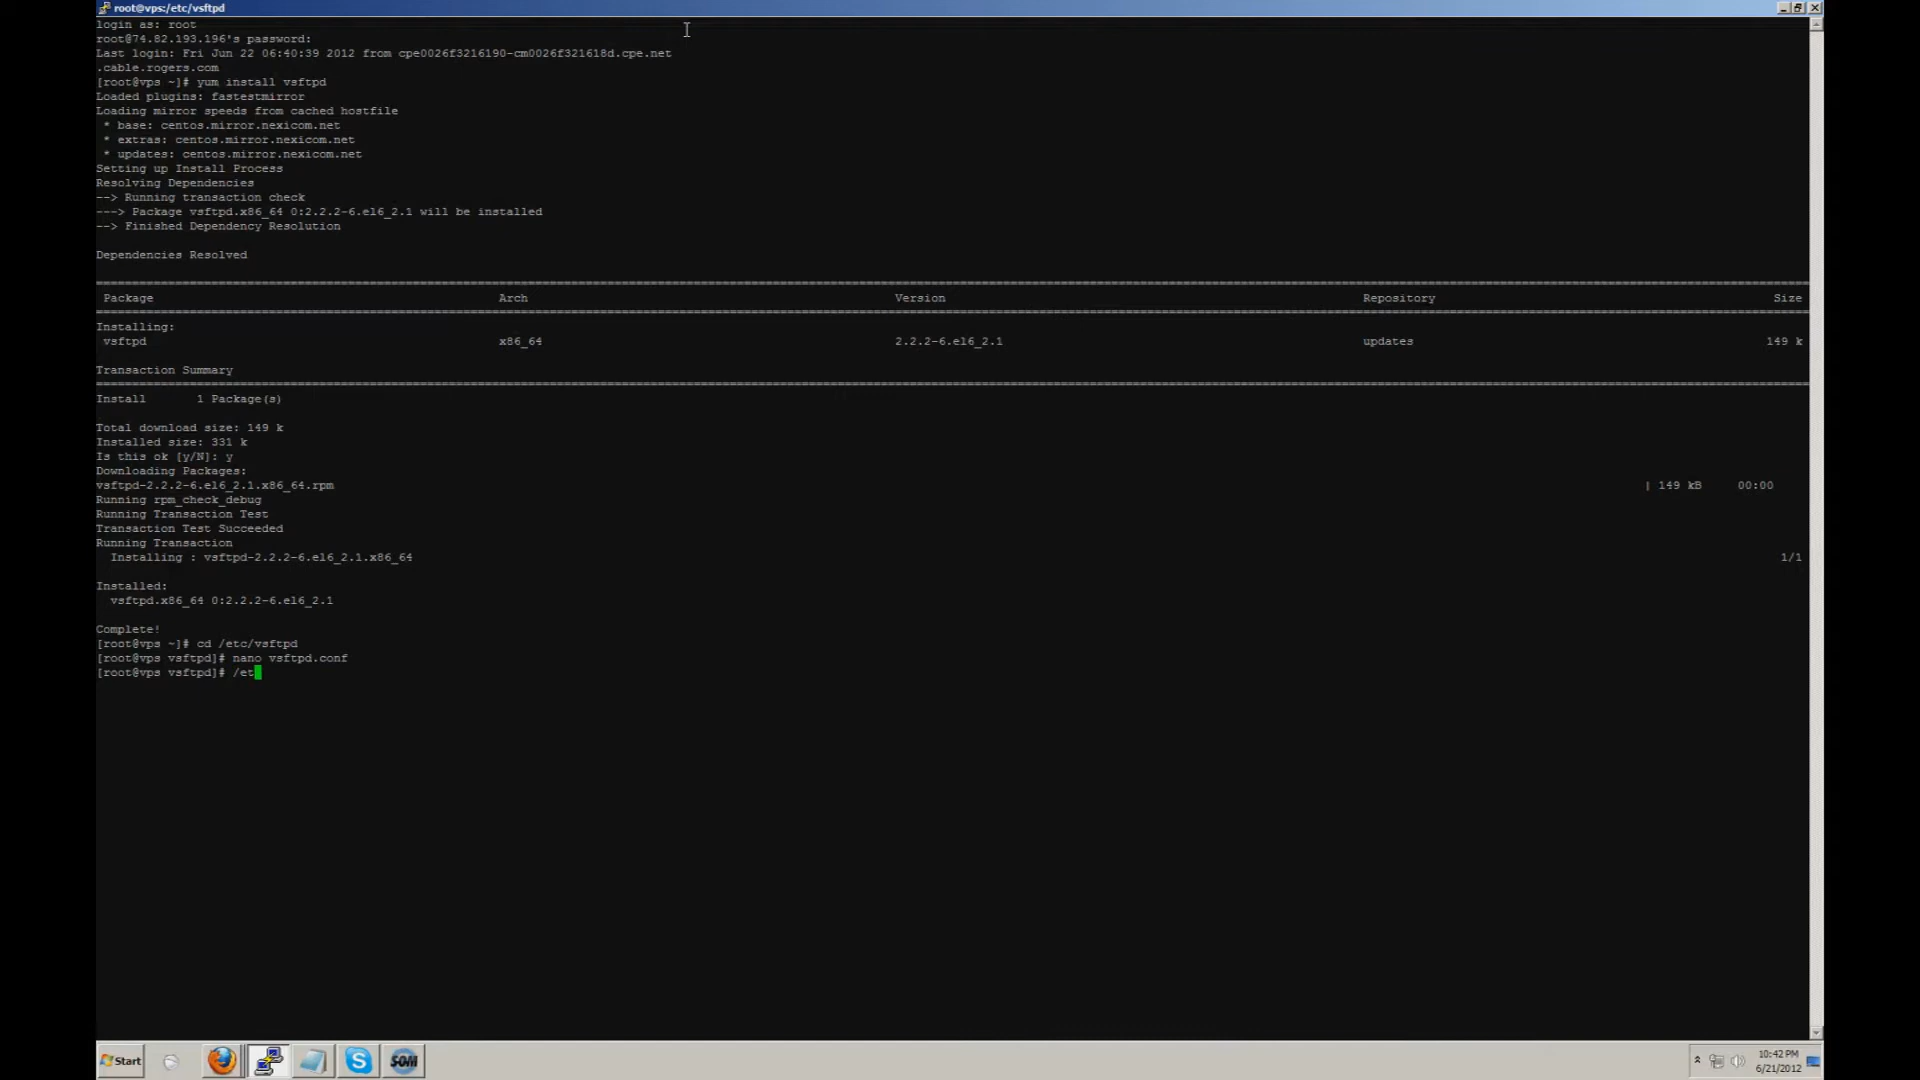 root@vps:/etc/vsftpd
login as: root
root@74.82.193.196's password:
Last login: Fri Jun 22 06:40:39 2012 from cpe0026f3216190-cm0026f321618d.cpe.net
.cable.rogers.com
[root@vps ~]# yum install vsftpd
Loaded plugins: fastestmirror
Loading mirror speeds from cached hostfile
 * base: centos.mirror.nexicom.net
 * extras: centos.mirror.nexicom.net
 * updates: centos.mirror.nexicom.net
Setting up Install Process
Resolving Dependencies
--> Running transaction check
---> Package vsftpd.x86_64 0:2.2.2-6.el6_2.1 will be installed
--> Finished Dependency Resolution
Dependencies Resolved
Package Arch Version Repository Size
Installing:
vsftpd x86_64 2.2.2-6.el6_2.1 updates 149 k
Transaction Summary
Install 1 Package(s)
Total download size: 149 k
Installed size: 331 k
Is this ok [y/N]: y
Downloading Packages:
vsftpd-2.2.2-6.el6_2.1.x86_64.rpm | 149 kB 00:00
Running rpm_check_debug
Running Transaction Test
Transaction Test Succeeded
Running Transaction
Installing : vsftpd-2.2.2-6.el6_2.1.x86_64 1/1
Installed:
vsftpd.x86_64 0:2.2.2-6.el6_2.1
Complete!
[root@vps ~]# cd /etc/vsftpd
[root@vps vsftpd]# nano vsftpd.conf
[root@vps vsftpd]# /et
Start SOM 10:42 PM
6/21/2012